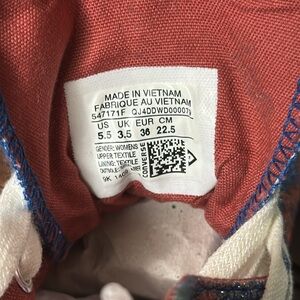 MADE IN VIETNAM
FABRIQUE AU VIETNAM
547171F QJ4DDWD000079
US UK EUR CM
5.5 3.5 36 22.5
GENDER: WOMENS
UPPER: TEXTILE
LINING: TEXTILE
CONVERSE